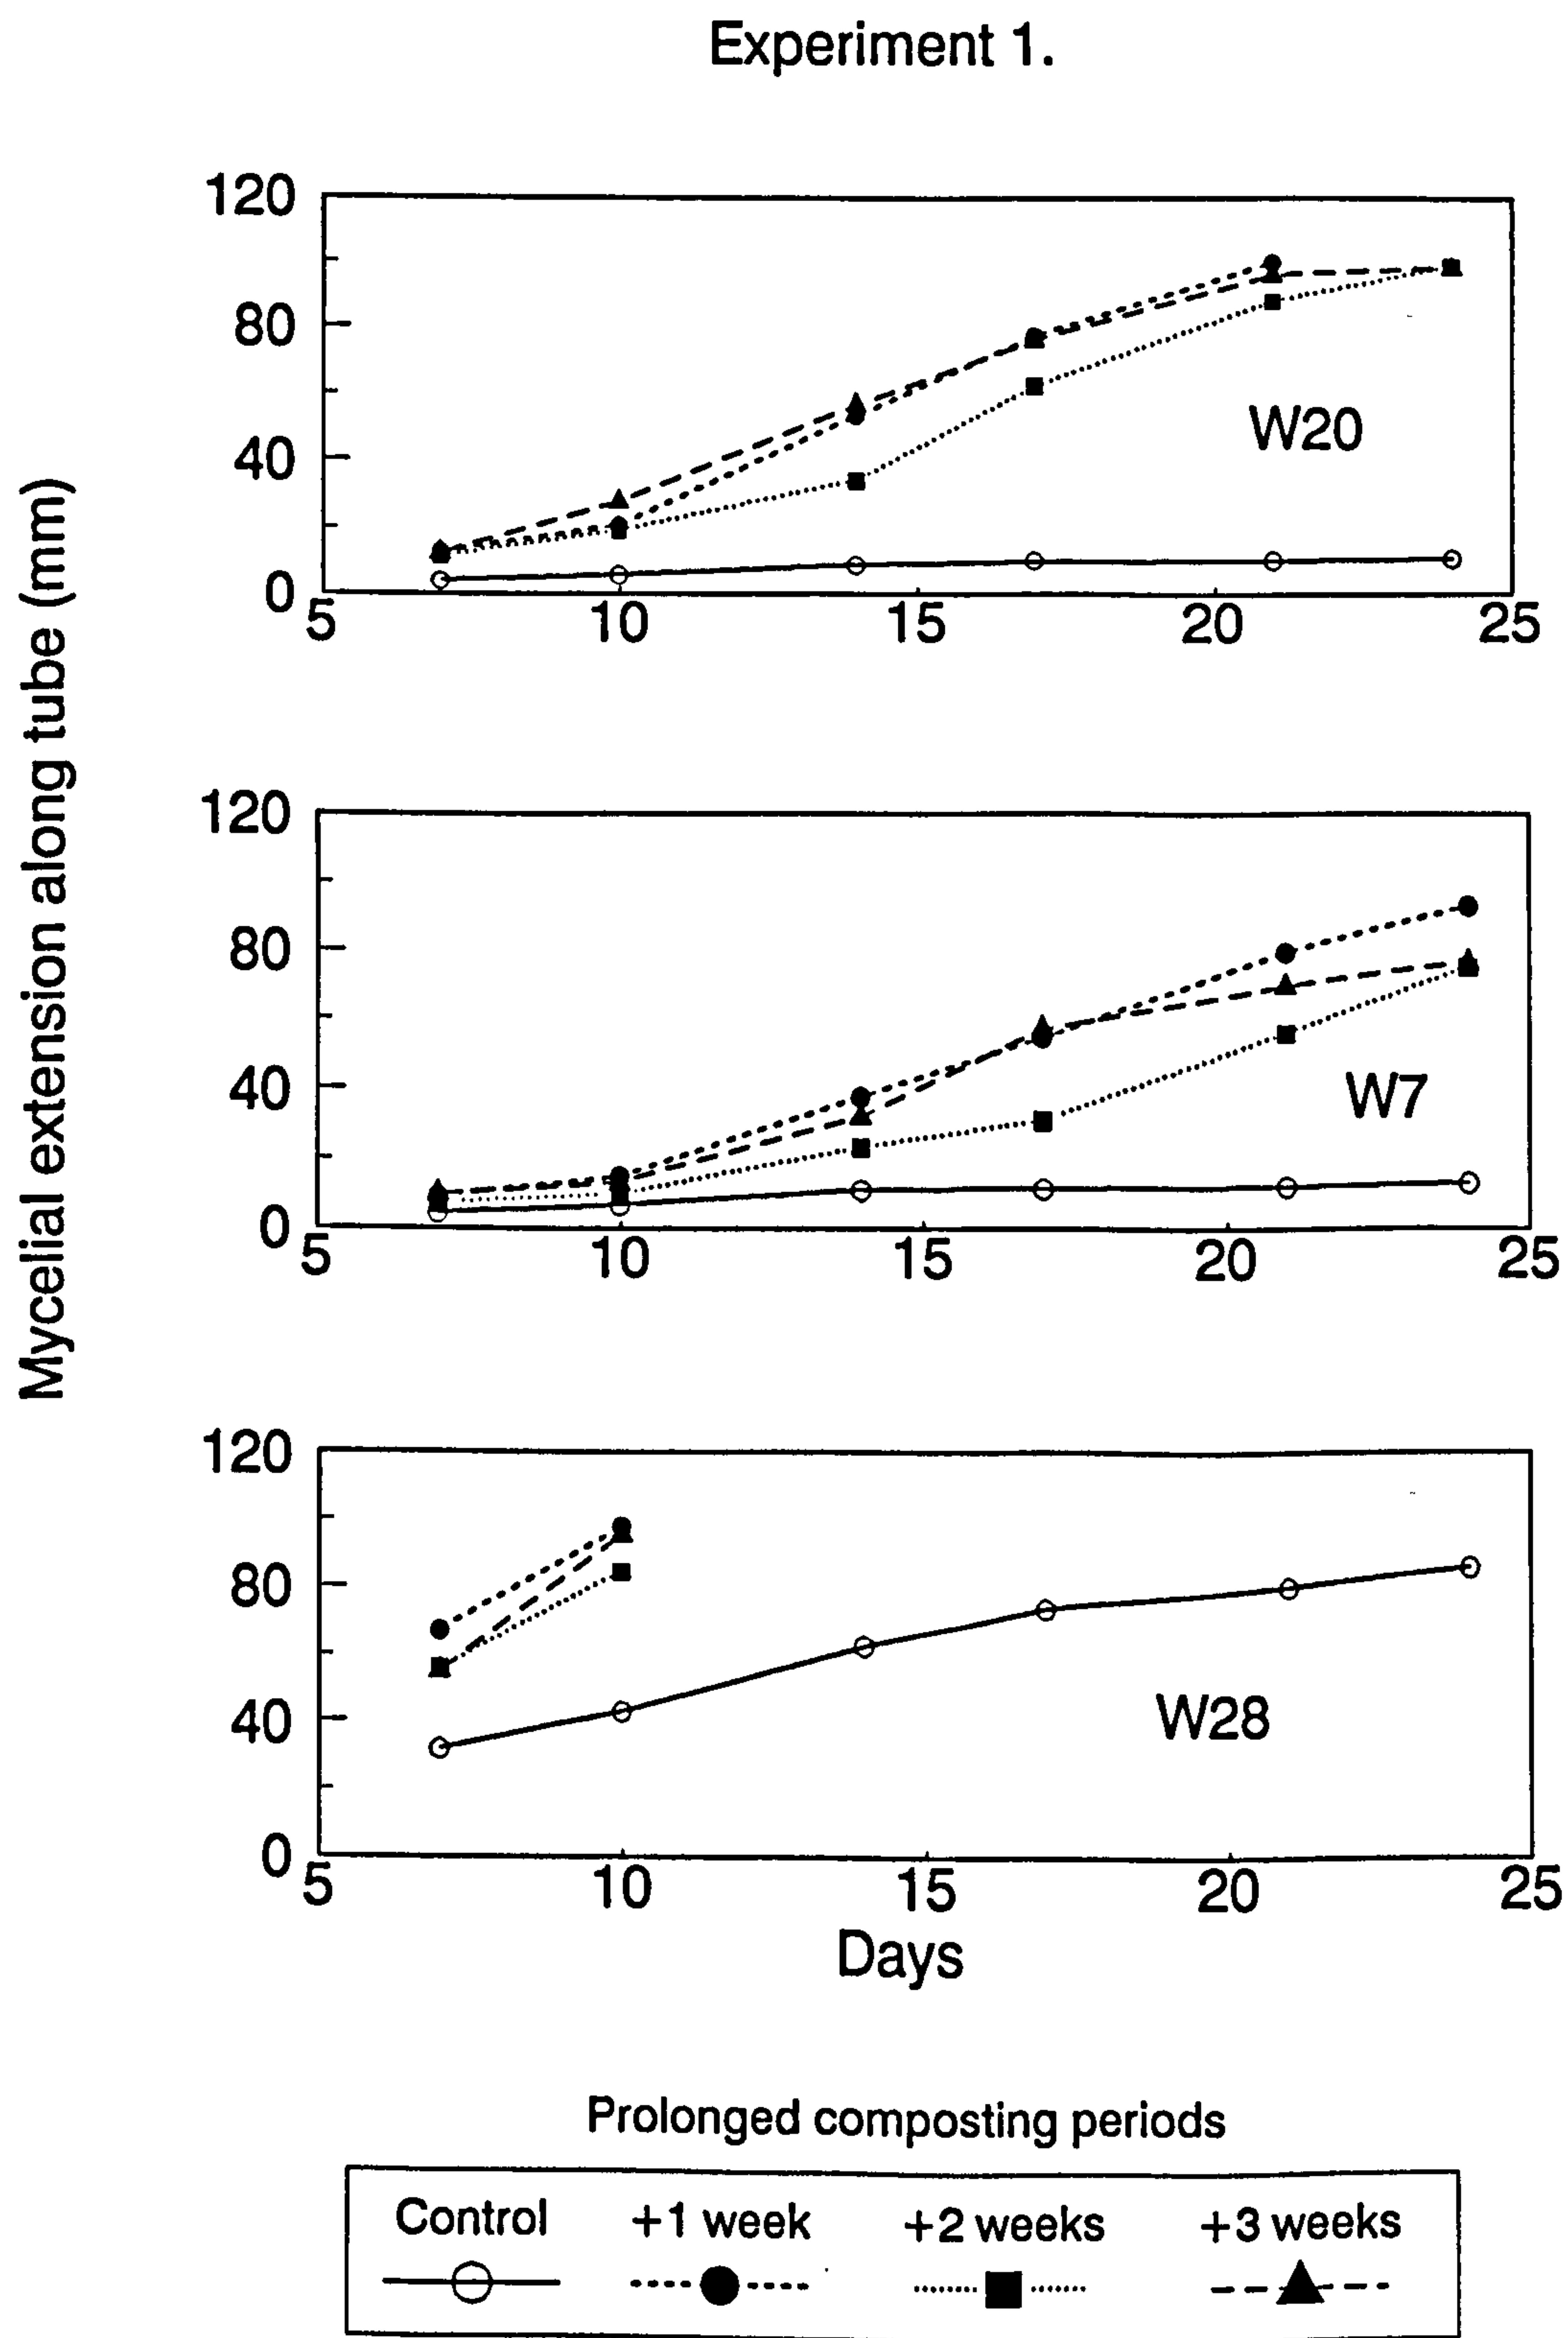 Experiment 1.
Mycelial extension along tube (mm)
120
80
40
0
W20
5 10 15 20 25
120
80
40
0
W7
5 10 15 20 25
120
80
40
0
W28
5 10 15 20 25
Days
Prolonged composting periods
Control +1 week +2 weeks +3 weeks